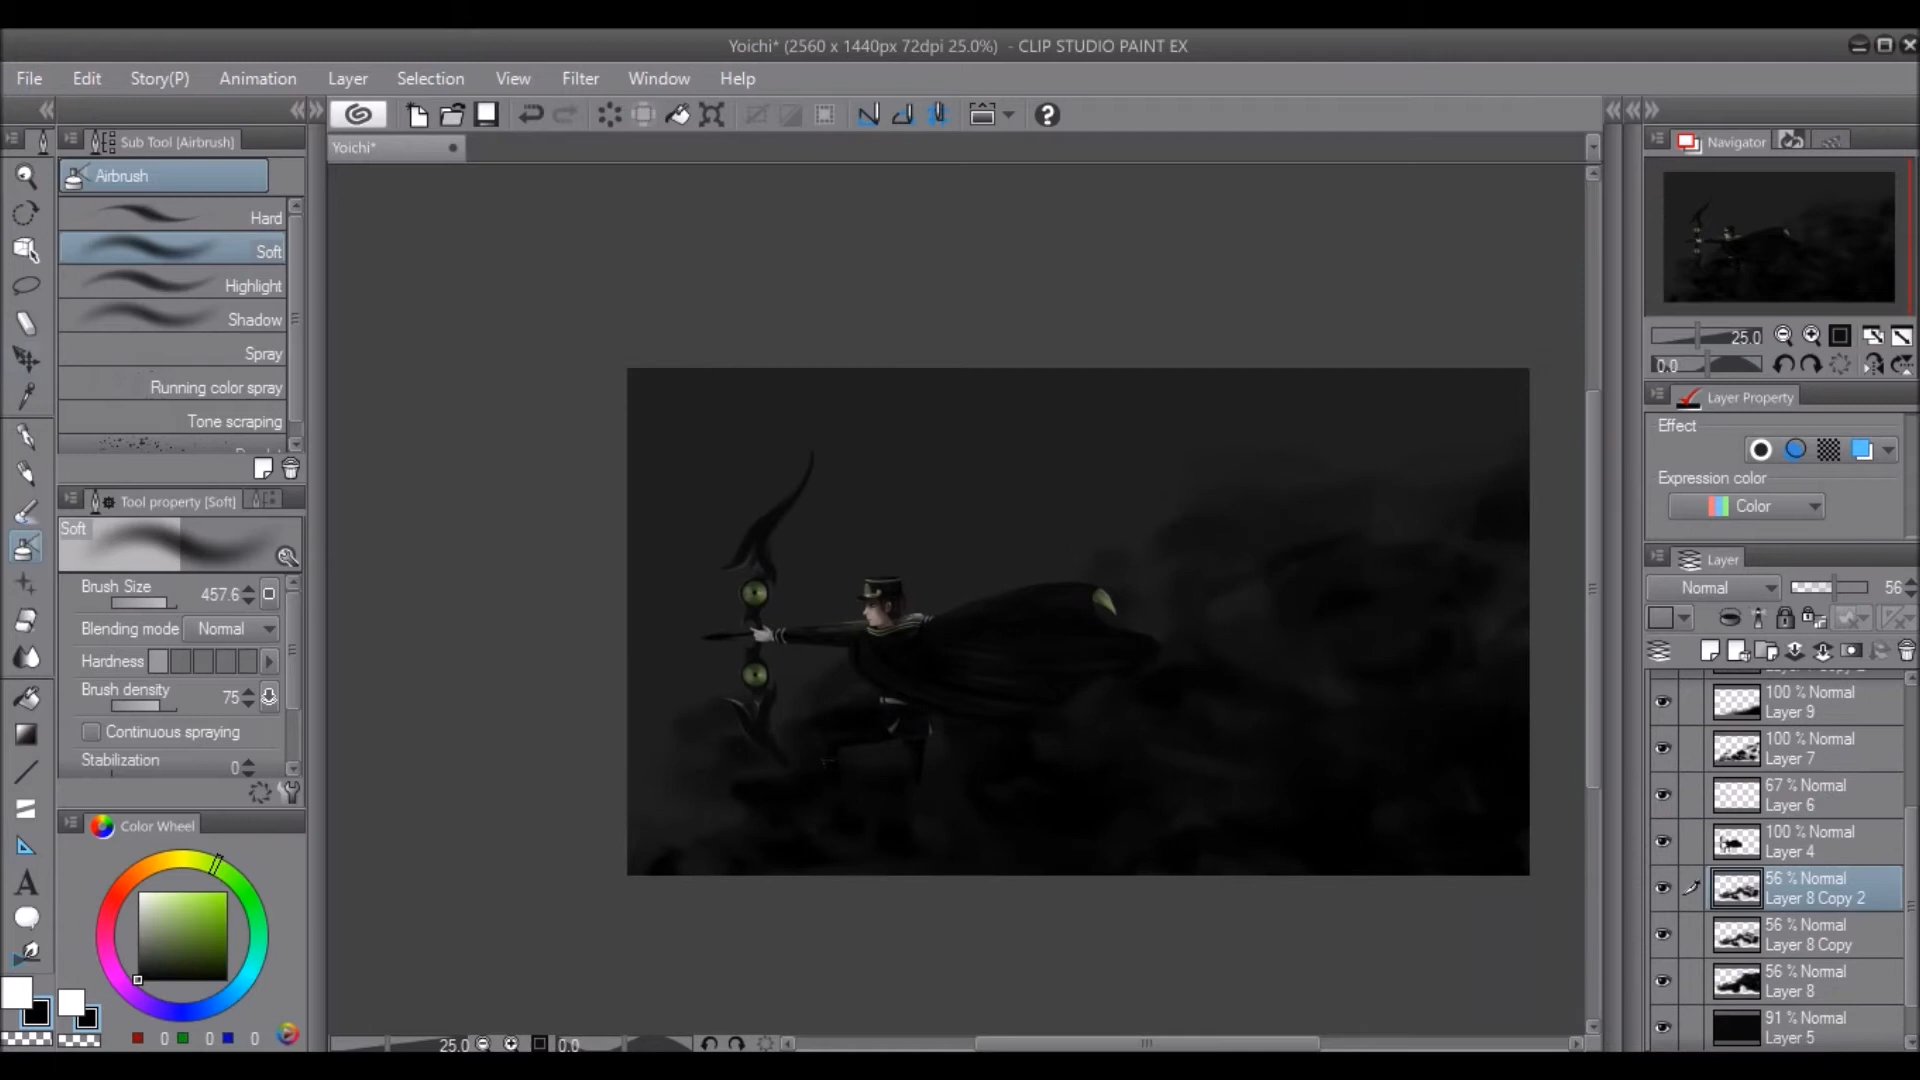 Yoichi* (2560 x 1440px 72dpi 25.0%) - CLIP STUDIO PAINT EX
File Edit Story(P) Animation Layer Selection View Filter Window Help
Sub Tool [Airbrush]
Yoichi*
Airbrush
Hard
Soft
Highlight
Shadow
Spray
Running color spray
Tone scraping
Tool property [Soft]
Soft
Brush Size 457.6
Blending mode Normal
Hardness
Brush density 75
Continuous spraying
Stabilization 0
Color Wheel
0 0 0
25.0 0.0
Navigator
25.0
0.0
Layer Property
Effect
Expression color
Color
Layer
Normal 56
100 % Normal
Layer 9
100 % Normal
Layer 7
67 % Normal
Layer 6
100 % Normal
Layer 4
56 % Normal
Layer 8 Copy 2
56 % Normal
Layer 8 Copy
56 % Normal
Layer 8
91 % Normal
Layer 5